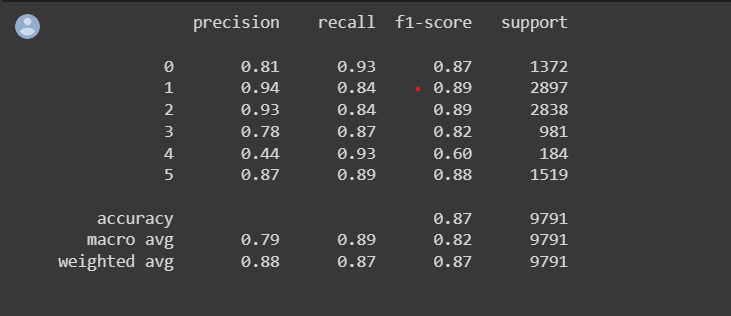 precision recall f1-score support
0 0.81 0.93 0.87 1372
1 0.94 0.84 0.89 2897
2 0.93 0.84 0.89 2838
3 0.78 0.87 0.82 981
4 0.44 0.93 0.60 184
5 0.87 0.89 0.88 1519
accuracy 0.87 9791
macro avg 0.79 0.89 0.82 9791
weighted avg 0.88 0.87 0.87 9791